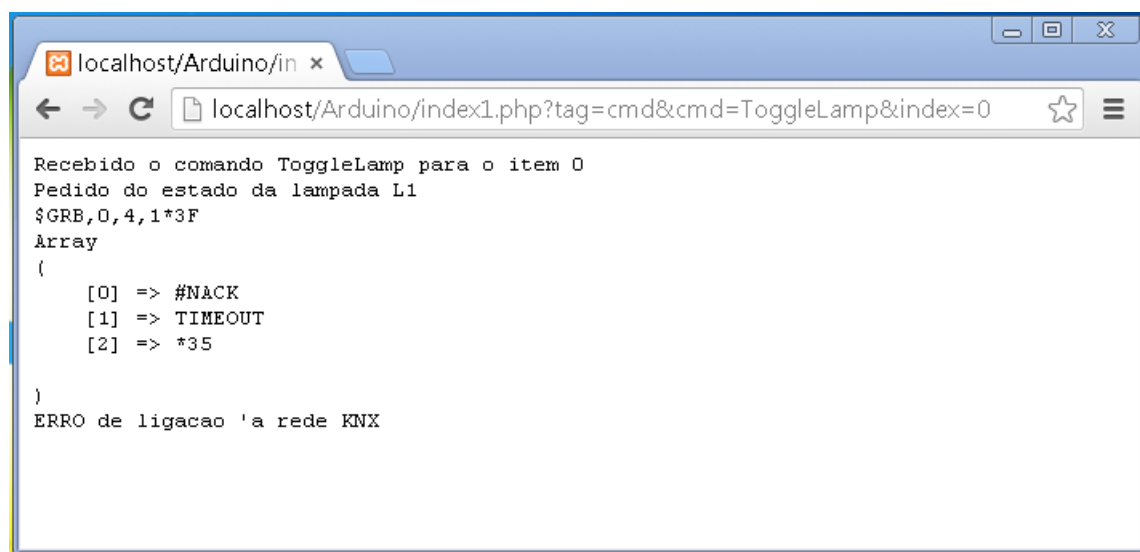 localhost/Arduino/in ×
localhost/Arduino/index1.php?tag=cmd&cmd=ToggleLamp&index=0
Recebido o comando ToggleLamp para o item 0
Pedido do estado da lampada L1
$GRB,0,4,1*3F
Array
(
[0] => #NACK
[1] => TIMEOUT
[2] => *35
)
ERRO de ligacao 'a rede KNX